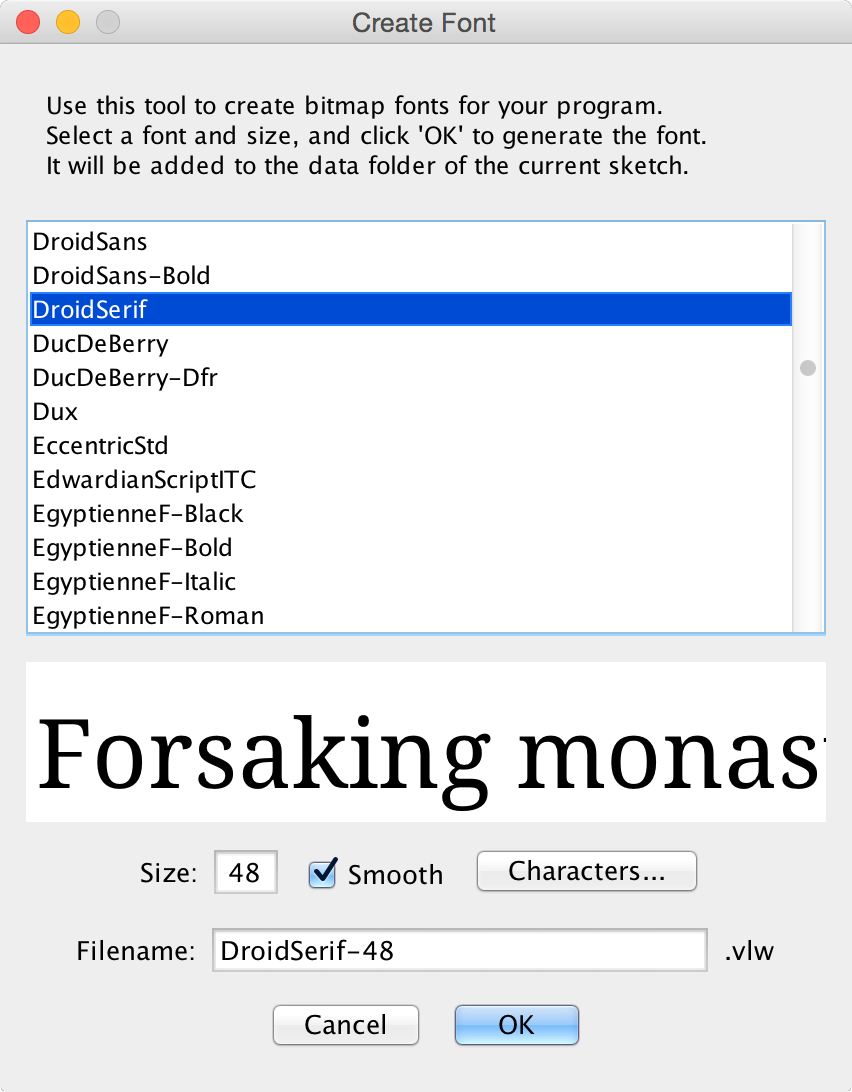 Create Font
Use this tool to create bitmap fonts for your program.
Select a font and size, and click 'OK' to generate the font.
It will be added to the data folder of the current sketch.
DroidSans
DroidSans-Bold
DroidSerif
DucDeBerry
DucDeBerry-Dfr
Dux
EccentricStd
EdwardianScriptITC
EgyptienneF-Black
EgyptienneF-Bold
EgyptienneF-Italic
EgyptienneF-Roman
Forsaking monas
Size: 48 Smooth Characters...
Filename: DroidSerif-48 .vlw
Cancel OK